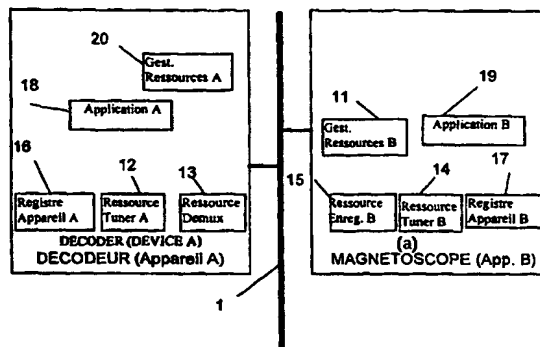 20
Gest.
Ressources A
18
Application A
16
12
13
Registre
Appareil A
Ressource
Tuner A
Ressource
Demux
DECODER (DEVICE A)
DECODEUR (Appareil A)
1
11
19
Gest.
Ressources B
Application B
15
14
17
Ressource
Enreg. B
Ressource
Tuner B
Registre
Appareil B
(a)
MAGNETOSCOPE (App. B)